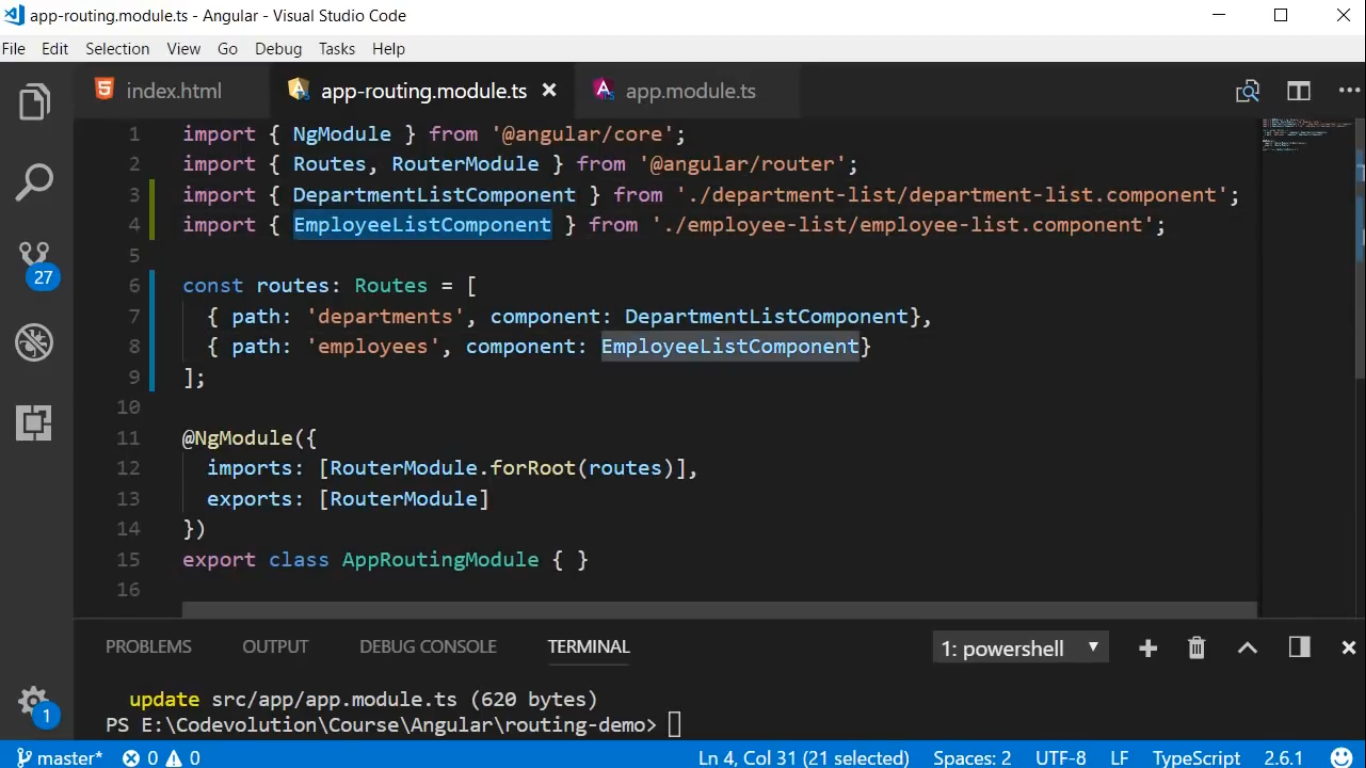 app-routing.module.ts - Angular - Visual Studio Code
File Edit Selection View Go Debug Tasks Help
index.html app-routing.module.ts app.module.ts
1 import { NgModule } from '@angular/core';
2 import { Routes, RouterModule } from '@angular/router';
3 import { DepartmentListComponent } from './department-list/department-list.component';
4 import { EmployeeListComponent } from './employee-list/employee-list.component';
5
6 const routes: Routes = [
7 { path: 'departments', component: DepartmentListComponent},
8 { path: 'employees', component: EmployeeListComponent}
9 ];
10
11 @NgModule({
12 imports: [RouterModule.forRoot(routes)],
13 exports: [RouterModule]
14 })
15 export class AppRoutingModule { }
16
27
PROBLEMS OUTPUT DEBUG CONSOLE TERMINAL 1: powershell
update src/app/app.module.ts (620 bytes)
PS E:\Codevolution\Course\Angular\routing-demo>
1
master* 0 0 Ln 4, Col 31 (21 selected) Spaces: 2 UTF-8 LF TypeScript 2.6.1